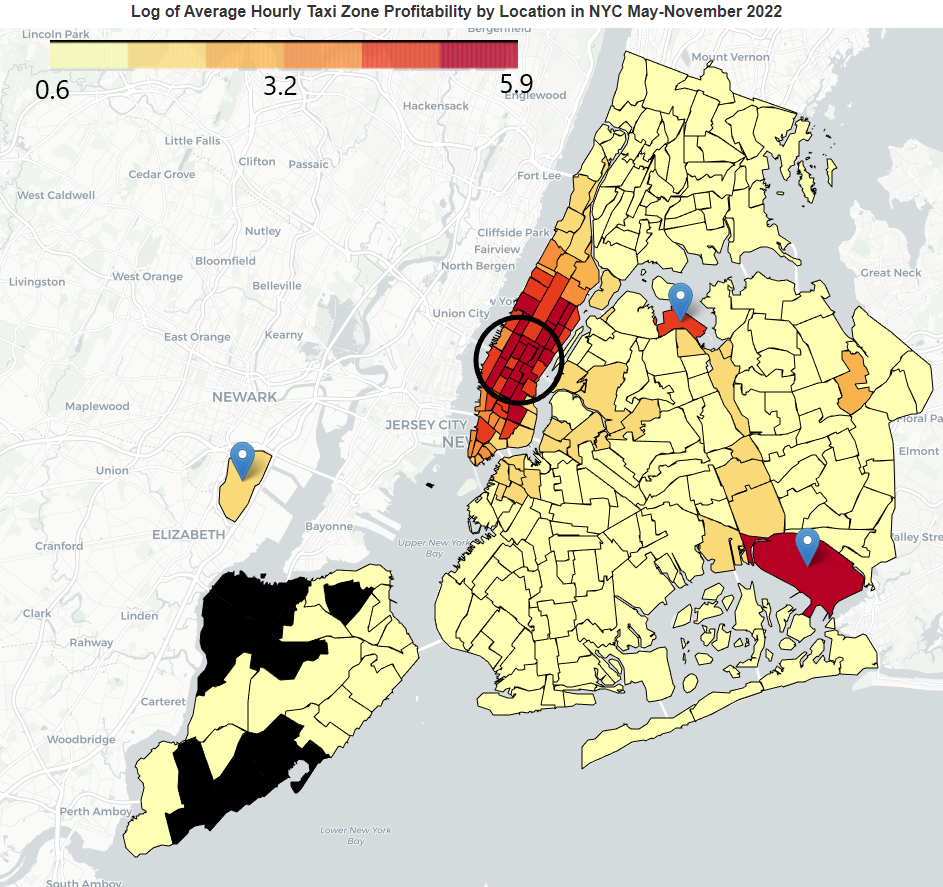 Log of Average Hourly Taxi Zone Profitability by Location in NYC May-November 2022
Lincoln Park
Bergenfield
Mount Vernon
0.6
3.2
5.9
Englewood
Hackensack
Little Falls
Clifton
Passaic
Cedar Grove
Fort Lee
West Caldwell
Nutley
Cliffside Park
Fairview
Bloomfield
North Bergen
Great Neck
Livingston
West Orange
Belleville
Union City
East Orange
Kearny
NEWARK
Maplewood
JERSEY CITY
Floral Pa
NEW
Elmont
Union
Bayonne
ELIZABETH
Valley Stre
Cranford
Upper New York
Bay
Clark
Linden
Rahway
Carteret
Woodbridge
Perth Amboy
Lower New York
Bay
South Amboy